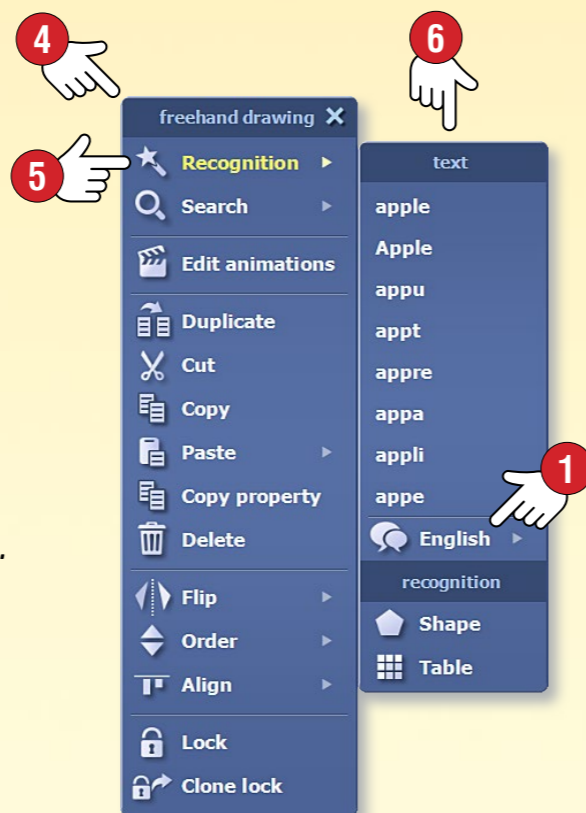 4
6
freehand drawing
5
Recognition
Search
Edit animations
Duplicate
Cut
Copy
Paste
Copy property
Delete
Flip
Order
Align
Lock
Clone lock
text
apple
Apple
appu
appt
appre
appa
appli
appe
1
English
recognition
Shape
Table
.